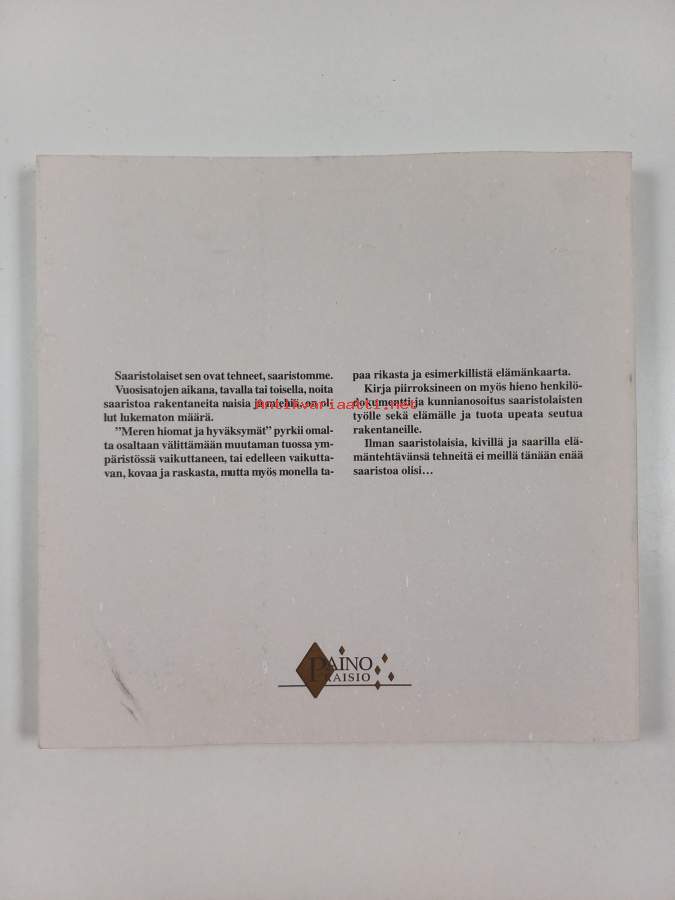 Saaristolaiset sen ovat tehneet, saaristomme.
Vuosisatojen aikana, tavalla tai toisella, noita
saaristoa rakentaneita naisia ja miehiä, on ol-
lut lukematon määrä.
”Meren hiomat ja hyväksymät” pyrkii omal-
ta osaltaan välittämään muutaman tuossa ym-
päristössä vaikuttaneen, tai edelleen vaikutta-
van, kovaa ja raskasta, mutta myös monella ta-
paa rikasta ja esimerkillistä elämänkaarta.
Kirja piirroksineen on myös hieno henkilö-
dokumentti ja kunnianosoitus saaristolaisten
työlle sekä elämälle ja tuota upeata seutua
rakentaneille.
Ilman saaristolaisia, kivillä ja saarilla elä-
mäntehtävänsä tehneitä ei meillä tänään enää
saaristoa olisi...
Antikvariaatti.net
PAINO
RAISIO